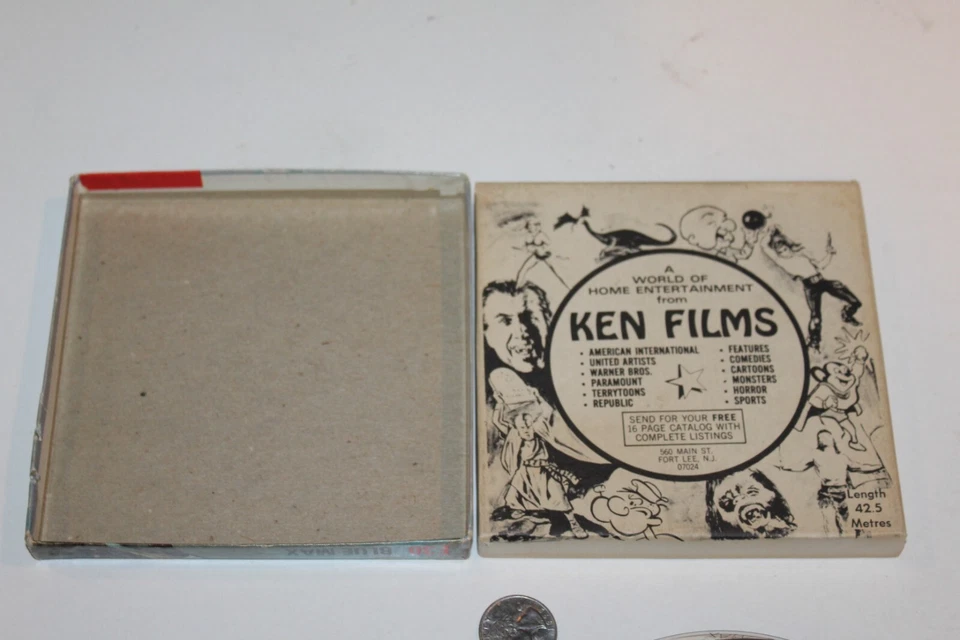 A
WORLD OF
HOME ENTERTAINMENT
from
KEN FILMS
• AMERICAN INTERNATIONAL
• UNITED ARTISTS
• WARNER BROS.
• PARAMOUNT
• TERRYTOONS
• REPUBLIC
• FEATURES
• COMEDIES
• CARTOONS
• MONSTERS
• HORROR
• SPORTS
SEND FOR YOUR FREE
16 PAGE CATALOG WITH
COMPLETE LISTINGS
560 MAIN ST.
FORT LEE, N.J.
07024
Length
42.5
Metres
BLUE MAX